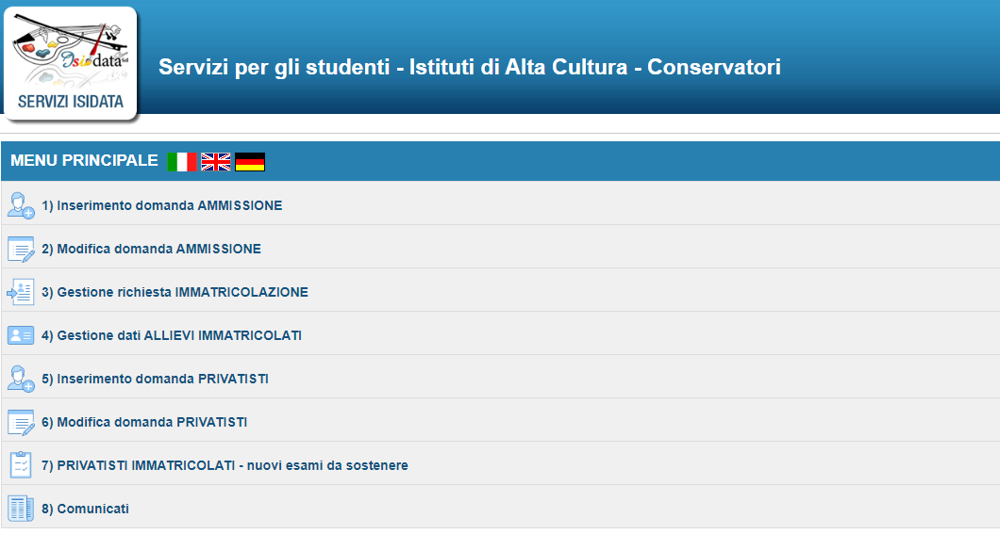 Isidata srl
SERVIZI ISIDATA
Servizi per gli studenti - Istituti di Alta Cultura - Conservatori
MENU PRINCIPALE
1) Inserimento domanda AMMISSIONE
2) Modifica domanda AMMISSIONE
3) Gestione richiesta IMMATRICOLAZIONE
4) Gestione dati ALLIEVI IMMATRICOLATI
5) Inserimento domanda PRIVATISTI
6) Modifica domanda PRIVATISTI
7) PRIVATISTI IMMATRICOLATI - nuovi esami da sostenere
8) Comunicati